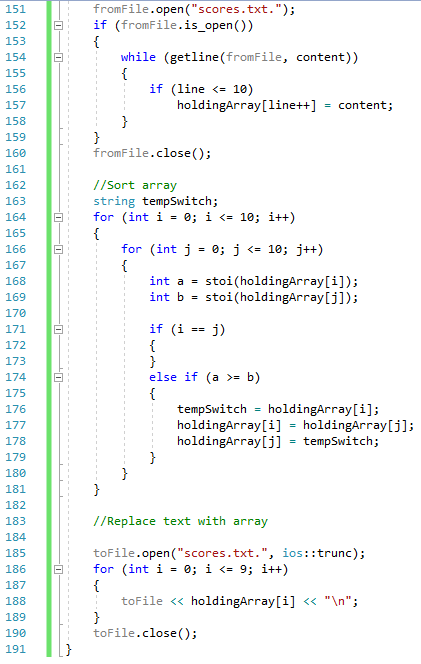 151 fromFile.open("scores.txt.");
152 if (fromFile.is_open())
153 {
154 while (getline(fromFile, content))
155 {
156 if (line <= 10)
157 holdingArray[line++] = content;
158 }
159 }
160 fromFile.close();
161
162 //Sort array
163 string tempSwitch;
164 for (int i = 0; i <= 10; i++)
165 {
166 for (int j = 0; j <= 10; j++)
167 {
168 int a = stoi(holdingArray[i]);
169 int b = stoi(holdingArray[j]);
170
171 if (i == j)
172 {
173 }
174 else if (a >= b)
175 {
176 tempSwitch = holdingArray[i];
177 holdingArray[i] = holdingArray[j];
178 holdingArray[j] = tempSwitch;
179 }
180 }
181 }
182
183 //Replace text with array
184
185 toFile.open("scores.txt.", ios::trunc);
186 for (int i = 0; i <= 9; i++)
187 {
188 toFile << holdingArray[i] << "\n";
189 }
190 toFile.close();
191 }